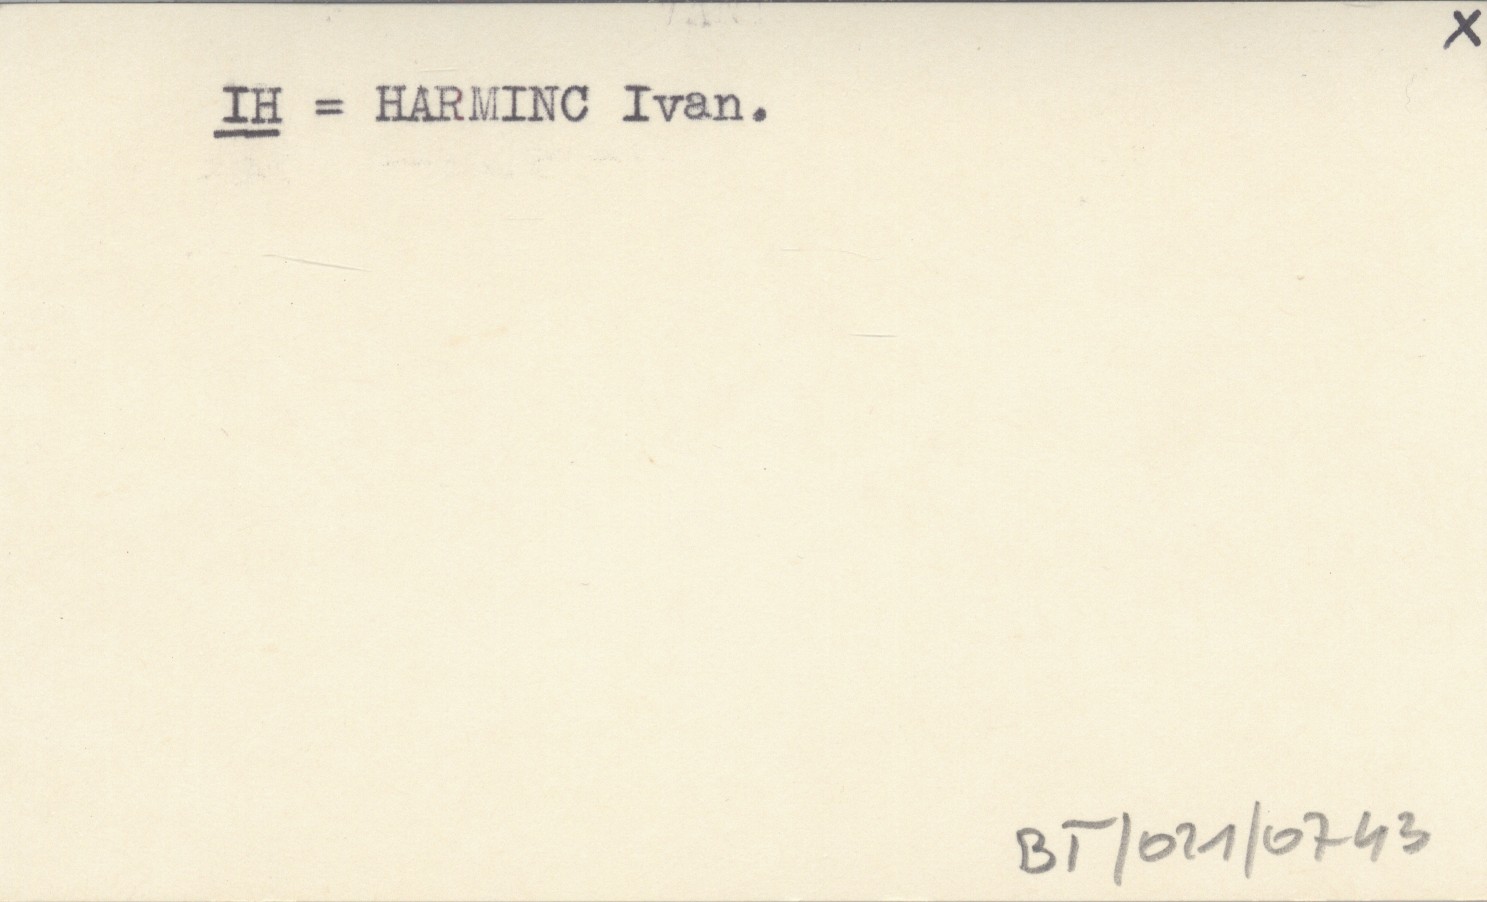 X
IH = HARMINC Ivan.
BT/021/0743